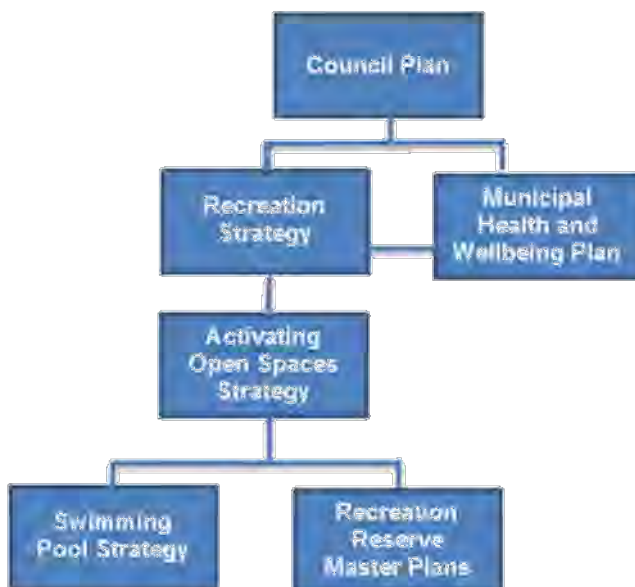 Council Plan
Recreation
Strategy
Municipal
Health and
Wellbeing Plan
Activating
Open Spaces
Strategy
Swimming
Pool Strategy
Recreation
Reserve
Master Plans